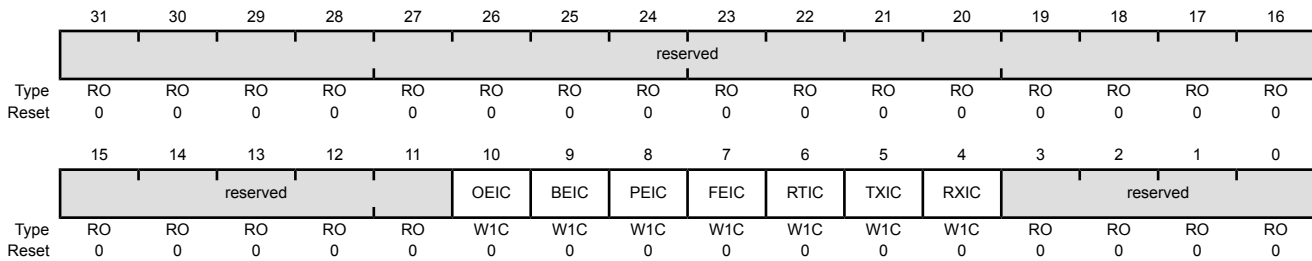 31 30 29 28 27 26 25 24 23 22 21 20 19 18 17 16
reserved
Type RO RO RO RO RO RO RO RO RO RO RO RO RO RO RO RO
Reset 0 0 0 0 0 0 0 0 0 0 0 0 0 0 0 0
15 14 13 12 11 10 9 8 7 6 5 4 3 2 1 0
reserved OEIC BEIC PEIC FEIC RTIC TXIC RXIC reserved
Type RO RO RO RO RO W1C W1C W1C W1C W1C W1C W1C RO RO RO RO
Reset 0 0 0 0 0 0 0 0 0 0 0 0 0 0 0 0